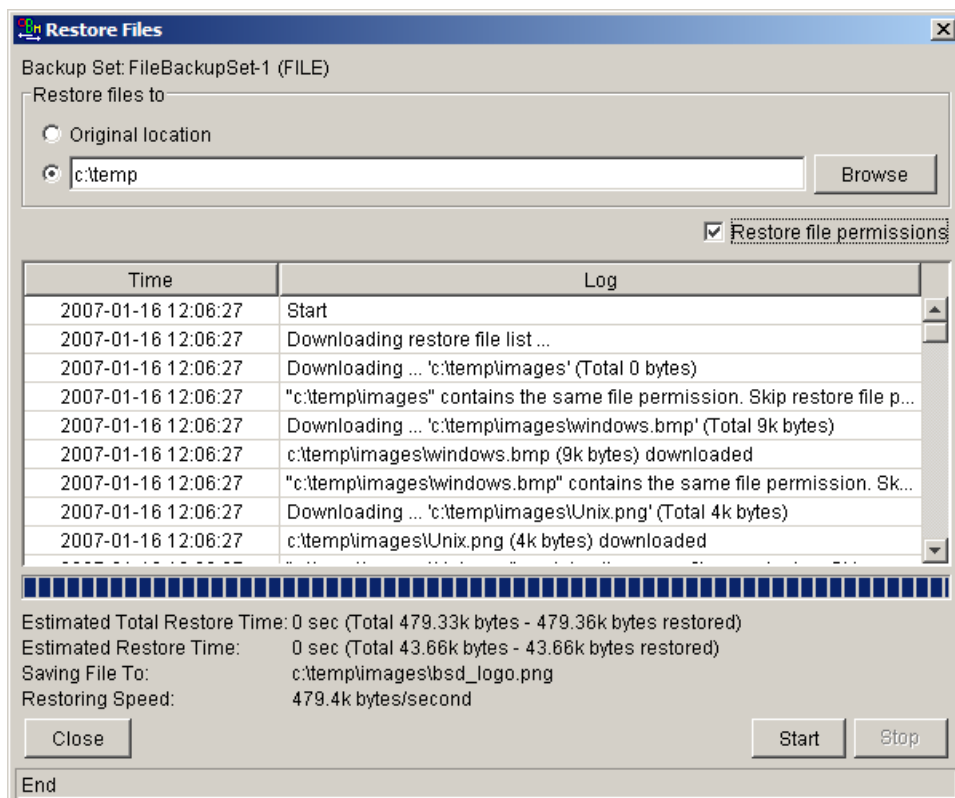 OBM Restore Files
Backup Set: FileBackupSet-1 (FILE)
Restore files to
Original location
c:\temp Browse
Restore file permissions
Time Log
2007-01-16 12:06:27 Start
2007-01-16 12:06:27 Downloading restore file list ...
2007-01-16 12:06:27 Downloading ... 'c:\temp\images' (Total 0 bytes)
2007-01-16 12:06:27 "c:\temp\images" contains the same file permission. Skip restore file p...
2007-01-16 12:06:27 Downloading ... 'c:\temp\images\windows.bmp' (Total 9k bytes)
2007-01-16 12:06:27 c:\temp\images\windows.bmp (9k bytes) downloaded
2007-01-16 12:06:27 "c:\temp\images\windows.bmp" contains the same file permission. Sk...
2007-01-16 12:06:27 Downloading ... 'c:\temp\images\Unix.png' (Total 4k bytes)
2007-01-16 12:06:27 c:\temp\images\Unix.png (4k bytes) downloaded
Estimated Total Restore Time: 0 sec (Total 479.33k bytes - 479.36k bytes restored)
Estimated Restore Time: 0 sec (Total 43.66k bytes - 43.66k bytes restored)
Saving File To: c:\temp\images\bsd_logo.png
Restoring Speed: 479.4k bytes/second
Close Start Stop
End